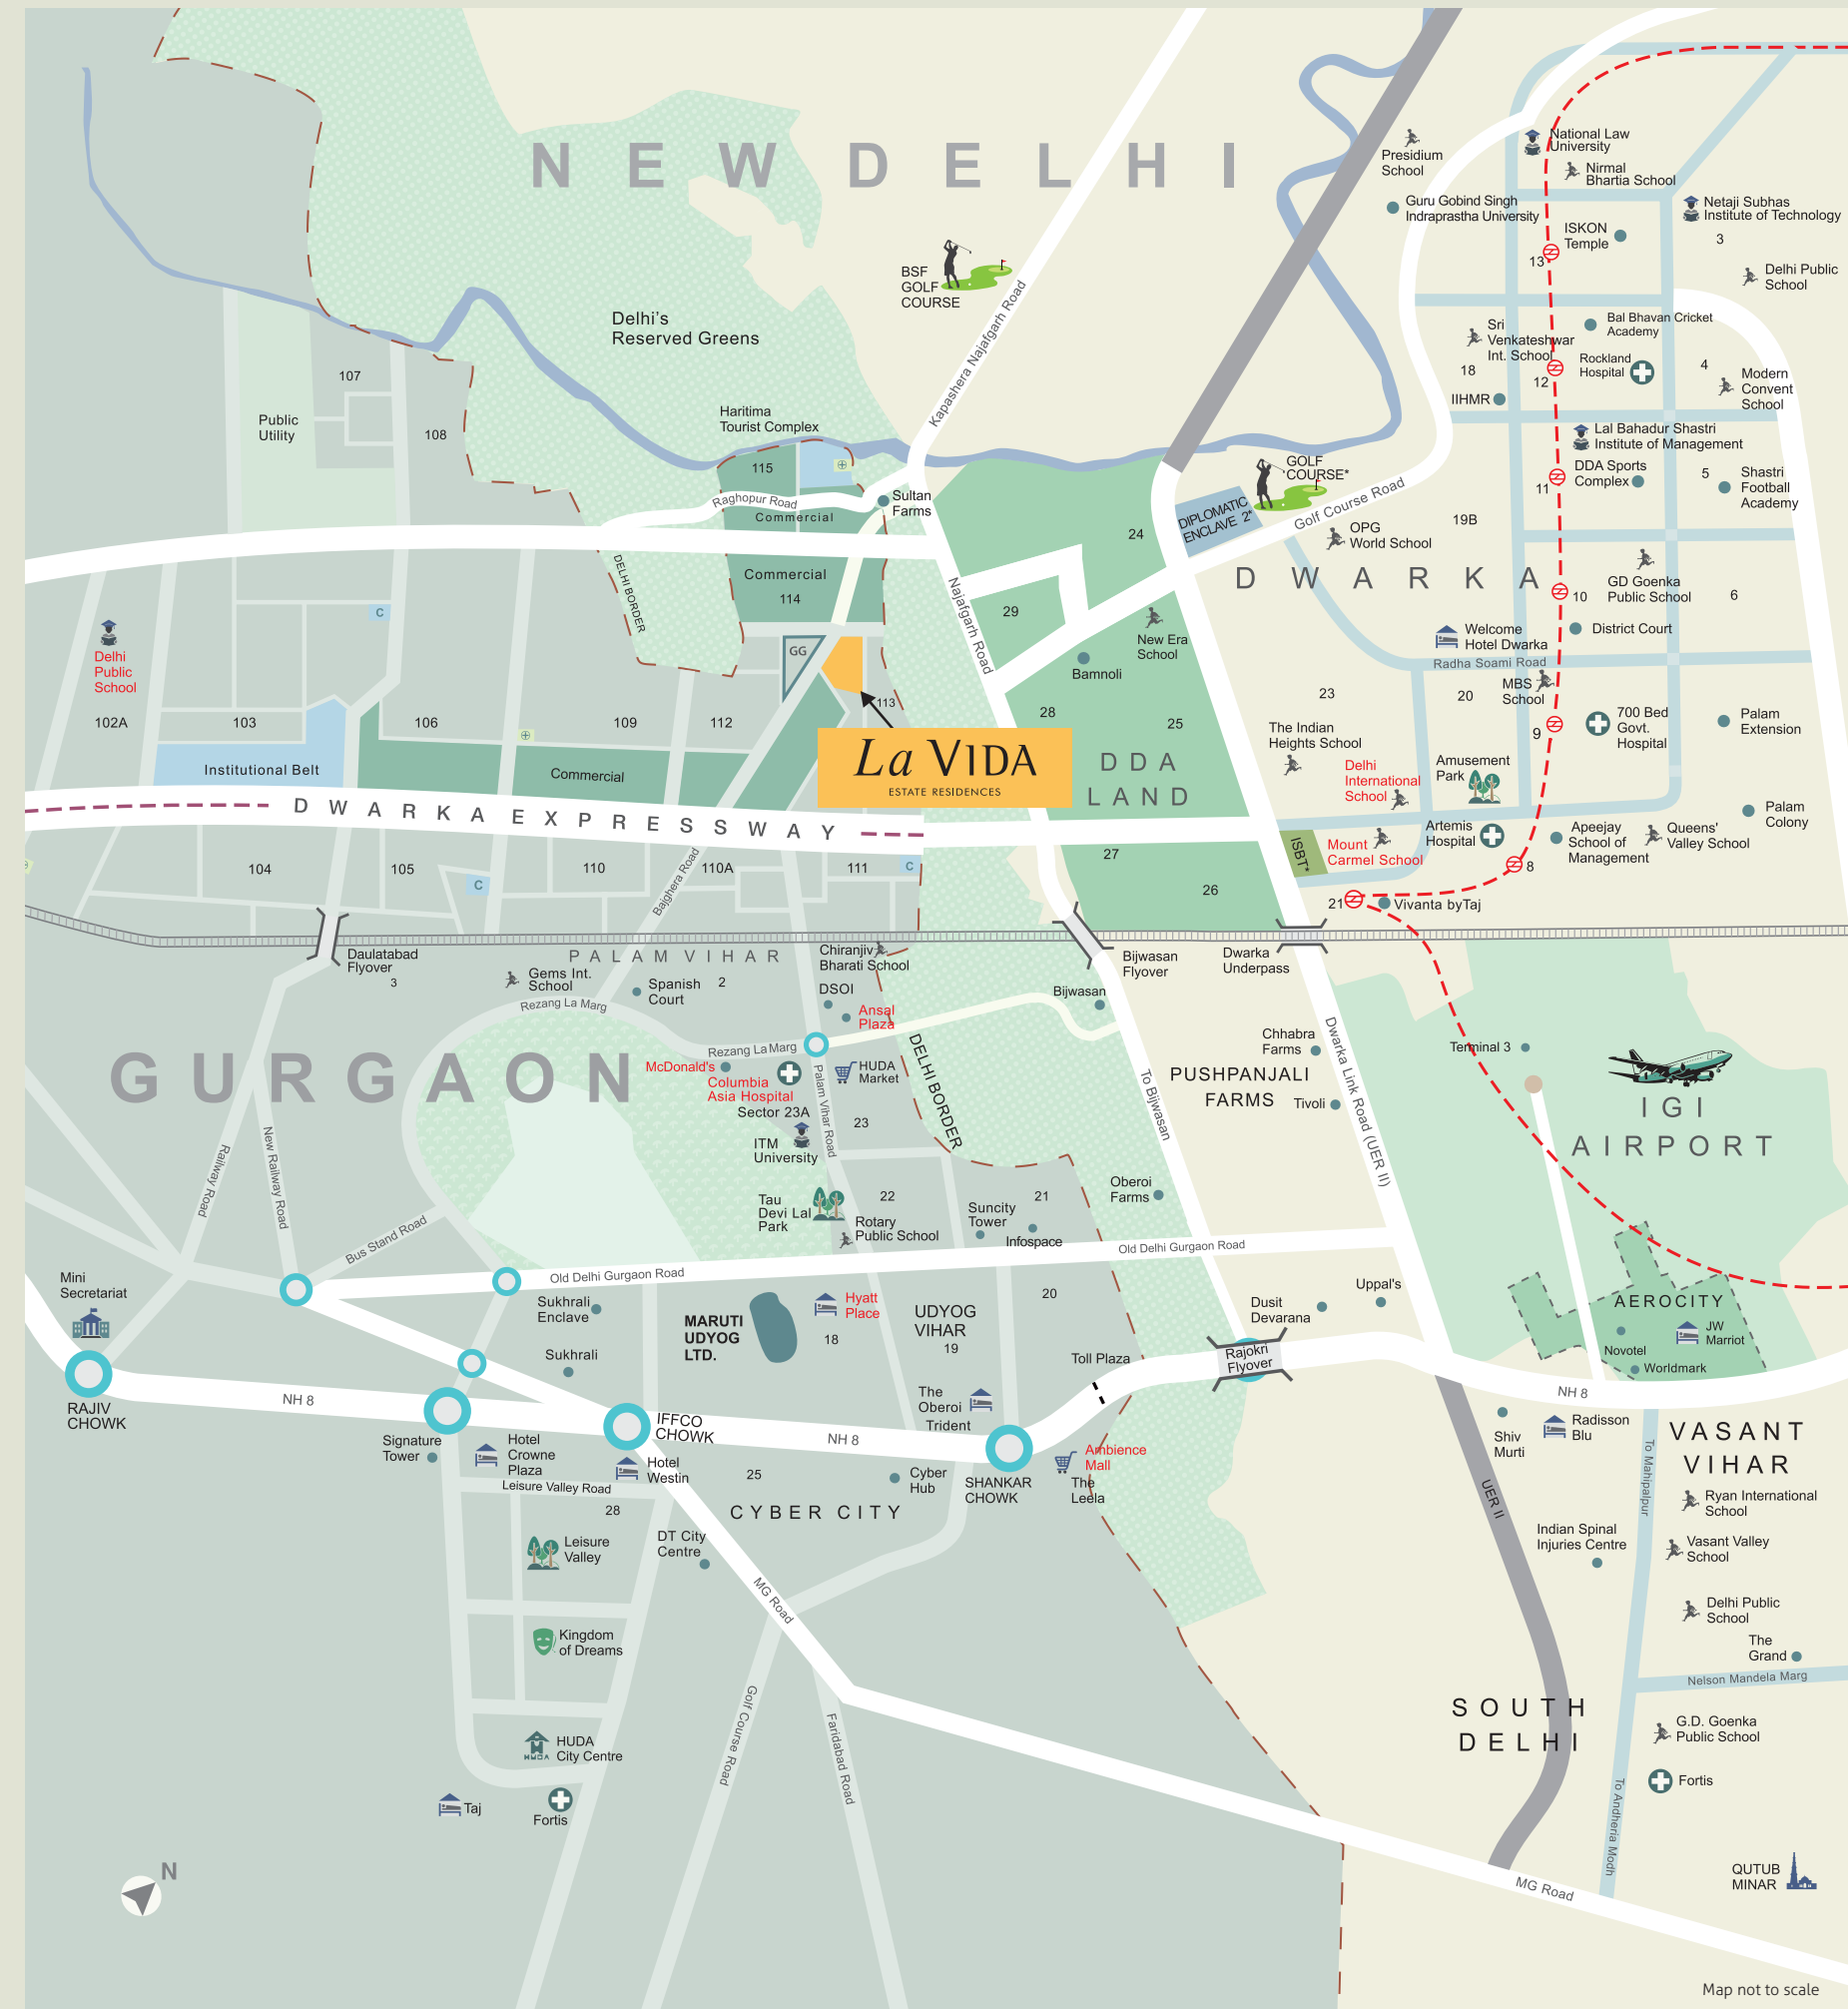 NEW DELHI
Presidium
School
National Law
University
Nirmal
Bhartia School
Guru Gobind Singh
Indraprastha University
Netaji Subhas
Institute of Technology
ISKON
Temple
3
13
Delhi Public
School
BSF
GOLF
COURSE
Kapashera Najafgarh Road
Delhi's
Reserved Greens
Bal Bhavan Cricket
Academy
Sri
Venkateshwar
Int. School
Rockland
Hospital
18
12
4
Modern
Convent
School
IIHMR
107
108
Public
Utility
Haritima
Tourist Complex
Lal Bahadur Shastri
Institute of Management
DDA Sports
Complex
11
5
Shastri
Football
Academy
115
Raghopur Road
Commercial
Sultan
Farms
GOLF
COURSE*
DIPLOMATIC
ENCLAVE 2*
Golf Course Road
OPG
World School
19B
24
DWARKA
GD Goenka
Public School
10
6
DELHI BORDER
Commercial
114
Najafgarh Road
29
New Era
School
Bamnoli
Welcome
Hotel Dwarka
District Court
Radha Soami Road
C
Delhi
Public
School
GG
MBS
School
23
20
102A
103
106
109
112
113
28
25
The Indian
Heights School
9
700 Bed
Govt.
Hospital
Palam
Extension
Institutional Belt
Commercial
La VIDA
ESTATE RESIDENCES
DDA
LAND
Delhi
International
School
Amusement
Park
DWARKA EXPRESSWAY
Palam
Colony
ISBT*
Mount
Carmel School
Artemis
Hospital
Apeejay
School of
Management
Queens'
Valley School
104
105
C
110
110A
111
C
Bajghera Road
27
26
8
21
Vivanta byTaj
Daulatabad
Flyover
3
PALAM VIHAR
Chiranjiv
Bharati School
Bijwasan
Flyover
Dwarka
Underpass
Gems Int.
School
Spanish
Court
2
DSOI
Ansal
Plaza
Bijwasan
Rezang La Marg
Rezang La Marg
GURGAON
McDonald's
Columbia
Asia Hospital
HUDA
Market
Sector 23A
DELHI BORDER
Palam Vihar Road
23
ITM
University
To Bijwasan
Chhabra
Farms
PUSHPANJALI
FARMS
Tivoli
Dwarka Link Road (UER II)
Terminal 3
IGI
AIRPORT
Railway Road
New Railway Road
Bus Stand Road
Tau
Devi Lal
Park
22
Rotary
Public School
Suncity
Tower
21
Infospace
Oberoi
Farms
Old Delhi Gurgaon Road
Old Delhi Gurgaon Road
Mini
Secretariat
Sukhrali
Enclave
Sukhrali
MARUTI
UDYOG
LTD.
Hyatt
Place
18
UDYOG
VIHAR
19
20
Dusit
Devarana
Uppal's
AEROCITY
JW
Marriot
Novotel
Worldmark
Toll Plaza
Rajokri
Flyover
RAJIV
CHOWK
NH 8
IFFCO
CHOWK
NH 8
The
Oberoi
Trident
NH 8
Signature
Tower
Hotel
Crowne
Plaza
Hotel
Westin
Leisure Valley Road
25
28
Cyber
Hub
SHANKAR
CHOWK
Ambience
Mall
The
Leela
CYBER CITY
Shiv
Murti
Radisson
Blu
VASANT
VIHAR
To Mahipalpur
UER II
Ryan International
School
Indian Spinal
Injuries Centre
Vasant Valley
School
Leisure
Valley
DT City
Centre
MG Road
Delhi Public
School
The
Grand
Kingdom
of Dreams
Nelson Mandela Marg
SOUTH
DELHI
G.D. Goenka
Public School
Golf Course Road
Faridabad Road
HUDA
City Centre
Taj
Fortis
Fortis
To Andheria Modh
N
QUTUB
MINAR
MG Road
Map not to scale